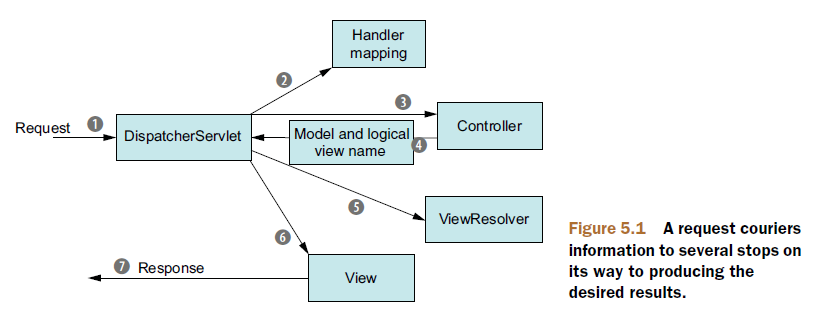 Handler
mapping
2
3
Request
1
DispatcherServlet
Model and logical
view name
4
Controller
5
ViewResolver
6
7
Response
View
Figure 5.1 A request couriers
information to several stops on
its way to producing the
desired results.